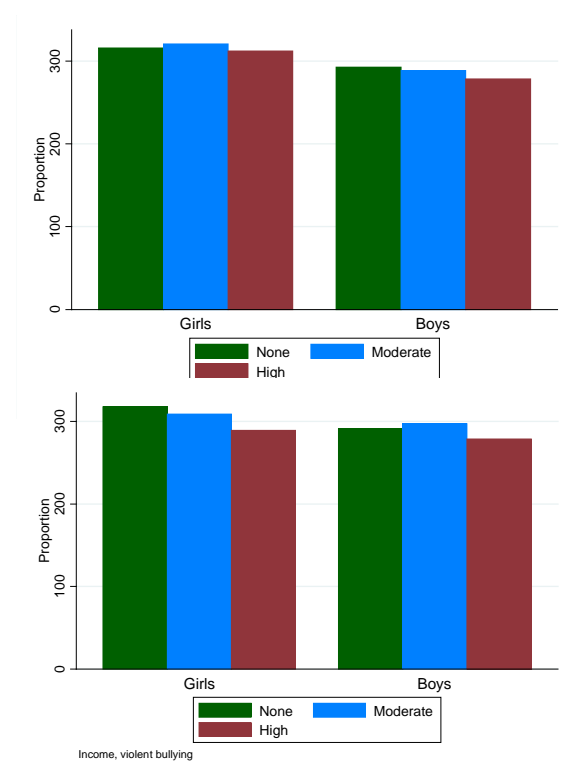 300
200
100
0
Proportion
Girls Boys
None Moderate
High
300
200
100
0
Proportion
Girls Boys
None Moderate
High
Income, violent bullying